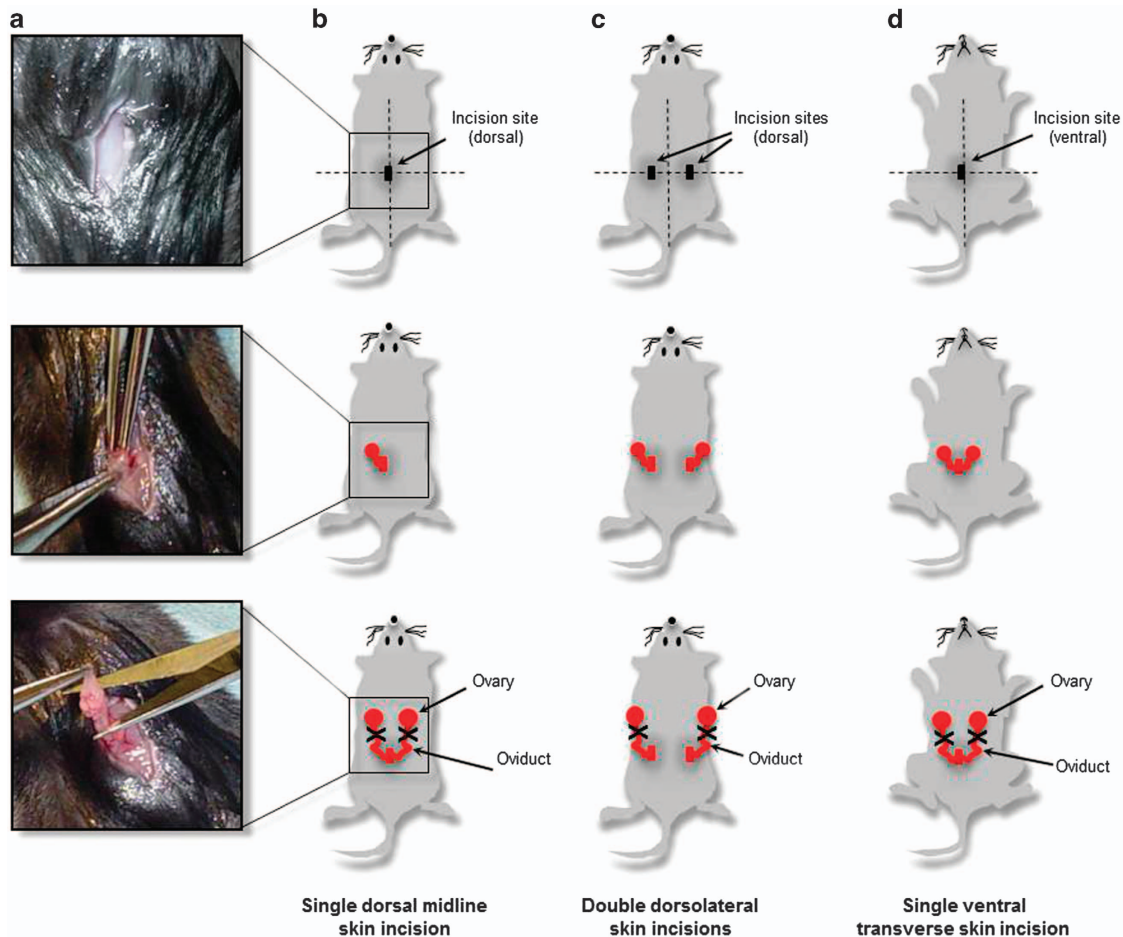 a
b
c
d
Incision site
(dorsal)
Incision sites
(dorsal)
Incision site
(ventral)
Ovary
Oviduct
Ovary
Oviduct
Ovary
Oviduct
Single dorsal midline
skin incision
Double dorsolateral
skin incisions
Single ventral
transverse skin incision